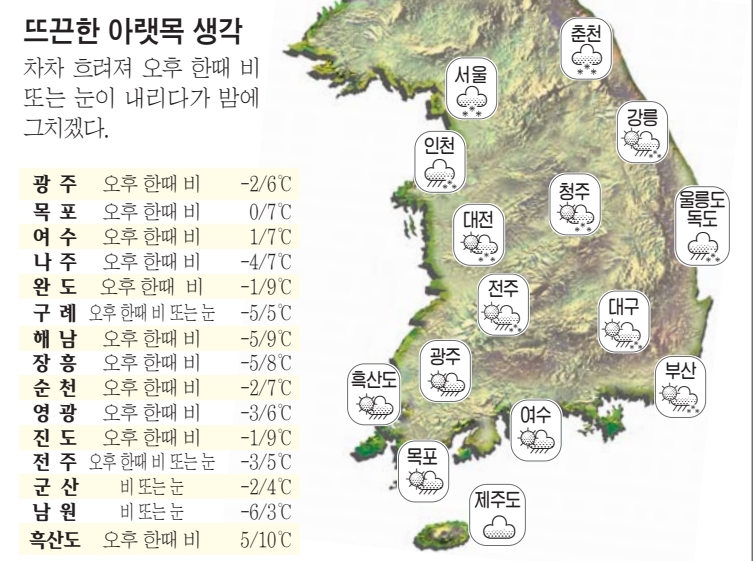 뜨끈한 아랫목 생각
차차 흐려져 오후 한때 비
또는 눈이 내리다가 밤에
그치겠다.
광 주 오후 한때 비 -2/6℃
목 포 오후 한때 비 0/7℃
여 수 오후 한때 비 1/7℃
나 주 오후 한때 비 -4/7℃
완 도 오후 한때 비 -1/9℃
구 례 오후 한때 비 또는 눈 -5/5℃
해 남 오후 한때 비 -5/9℃
장 흥 오후 한때 비 -5/8℃
순 천 오후 한때 비 -2/7℃
영 광 오후 한때 비 -3/6℃
진 도 오후 한때 비 -1/9℃
전 주 오후 한때 비 또는 눈 -3/5℃
군 산 비 또는 눈 -2/4℃
남 원 비 또는 눈 -6/3℃
흑산도 오후 한때 비 5/10℃
춘천
서울
강릉
인천
청주
울릉도
독도
대전
전주
대구
광주
흑산도
부산
여수
목포
제주도